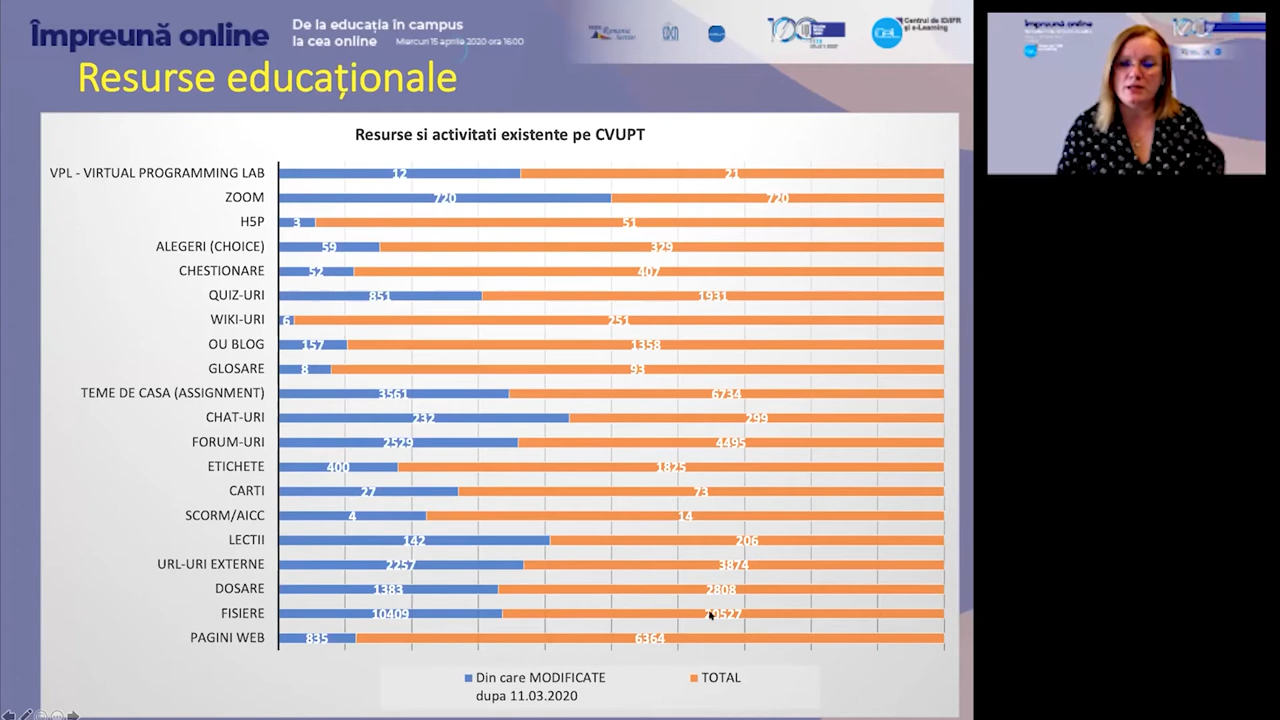 Împreună online
De la educația în campus
la cea online Miercuri 15 aprilie 2020 ora 16:00
Centrul de ID/IFR
și e-Learning
Resurse educaționale
Resurse si activitati existente pe CVUPT
VPL - VIRTUAL PROGRAMMING LAB 12 21
ZOOM 720 720
H5P 3 51
ALEGERI (CHOICE) 59 329
CHESTIONARE 52 407
QUIZ-URI 851 1931
WIKI-URI 6 251
OU BLOG 157 1358
GLOSARE 8 93
TEME DE CASA (ASSIGNMENT) 3561 6734
CHAT-URI 232 299
FORUM-URI 2529 4495
ETICHETE 400 1825
CARTI 27 73
SCORM/AICC 4 14
LECTII 142 206
URL-URI EXTERNE 2257 3874
DOSARE 1383 2808
FISIERE 10409
PAGINI WEB 835 6364
Din care MODIFICATE TOTAL
dupa 11.03.2020